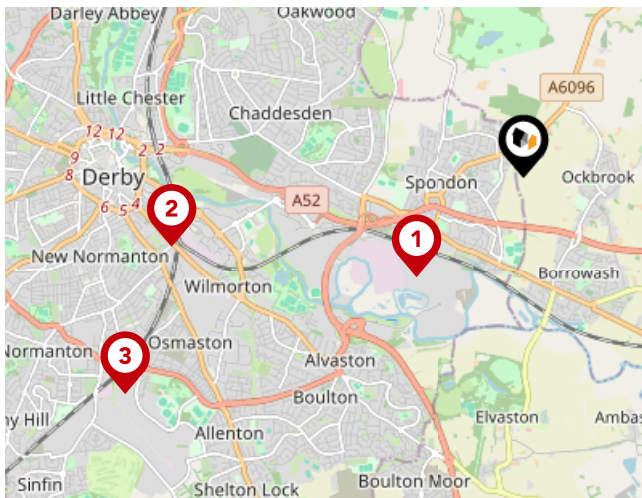 Darley Abbey
Oakwood
Little Chester
A6096
Chaddesden
12
12
2
2
9
8
Derby
6
5
4
Spondon
Ockbrook
A52
2
1
New Normanton
Wilmorton
Borrowash
Normanton
3
Osmaston
Alvaston
Boulton
ny Hill
Allenton
Elvaston
Ambas
Sinfin
Shelton Lock
Boulton Moor